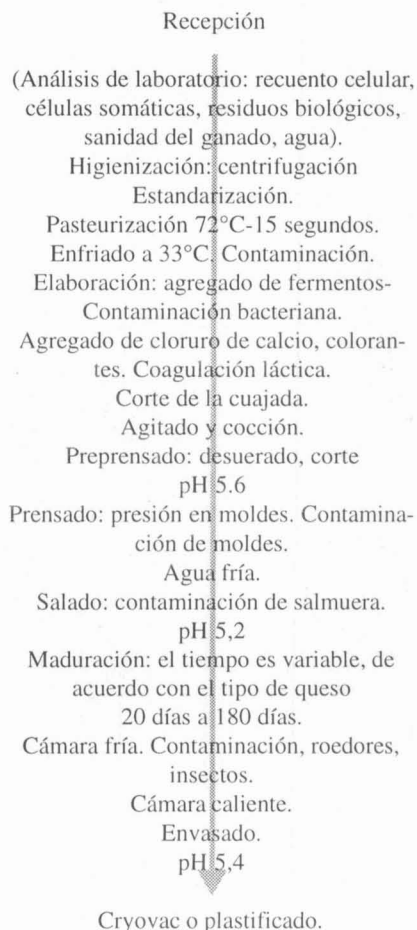 Recepción
(Análisis de laboratorio: recuento celular,
células somáticas, residuos biológicos,
sanidad del ganado, agua).
Higienización: centrifugación
Estandarización.
Pasteurización 72°C-15 segundos.
Enfriado a 33°C. Contaminación.
Elaboración: agregado de fermentos-
Contaminación bacteriana.
Agregado de cloruro de calcio, coloran-
tes. Coagulación láctica.
Corte de la cuajada.
Agitado y cocción.
Preprensado: desuerado, corte
pH 5.6
Prensado: presión en moldes. Contamina-
ción de moldes.
Agua fría.
Salado: contaminación de salmuera.
pH 5,2
Maduración: el tiempo es variable, de
acuerdo con el tipo de queso
20 días a 180 días.
Cámara fría. Contaminación, roedores,
insectos.
Cámara caliente.
Envasado.
pH 5,4
Cryovac o plastificado.